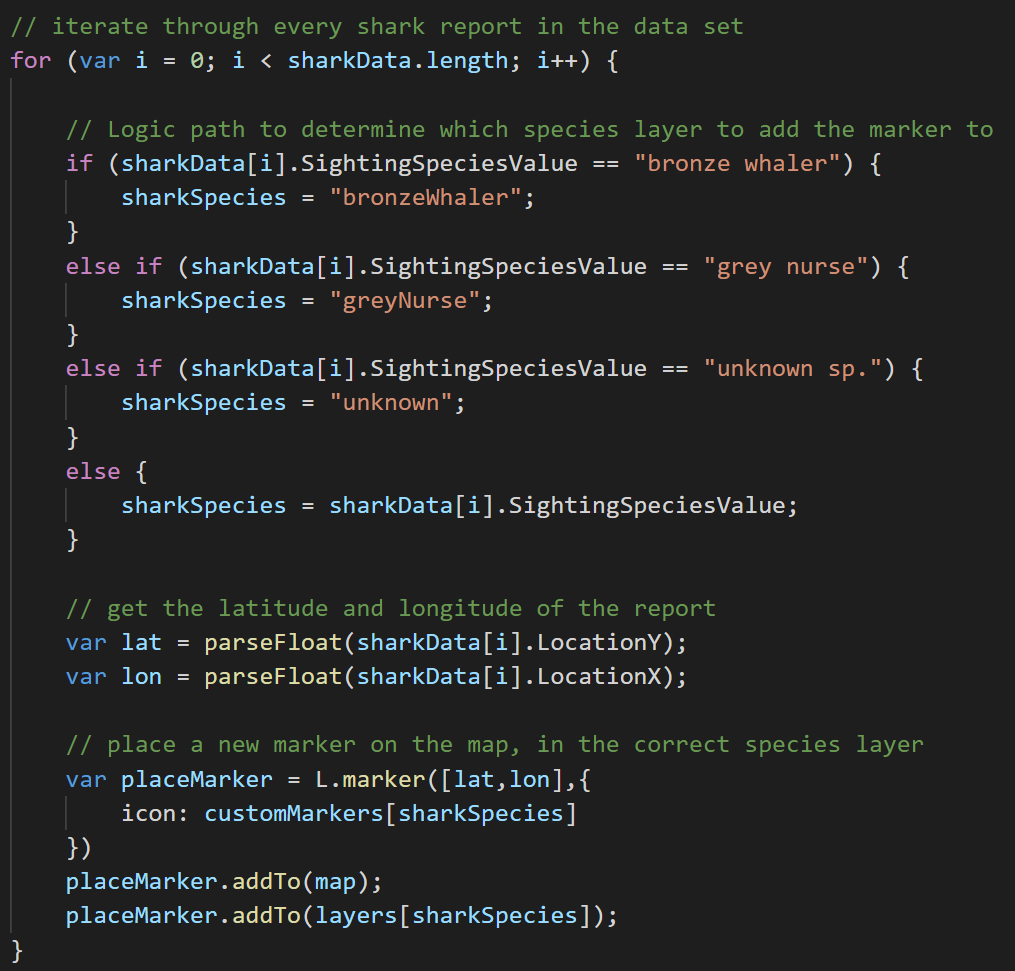 // iterate through every shark report in the data set
for (var i = 0; i < sharkData.length; i++) {
// Logic path to determine which species layer to add the marker to
if (sharkData[i].SightingSpeciesValue == "bronze whaler") {
sharkSpecies = "bronzeWhaler";
}
else if (sharkData[i].SightingSpeciesValue == "grey nurse") {
sharkSpecies = "greyNurse";
}
else if (sharkData[i].SightingSpeciesValue == "unknown sp.") {
sharkSpecies = "unknown";
}
else {
sharkSpecies = sharkData[i].SightingSpeciesValue;
}
// get the latitude and longitude of the report
var lat = parseFloat(sharkData[i].LocationY);
var lon = parseFloat(sharkData[i].LocationX);
// place a new marker on the map, in the correct species layer
var placeMarker = L.marker([lat,lon],{
icon: customMarkers[sharkSpecies]
})
placeMarker.addTo(map);
placeMarker.addTo(layers[sharkSpecies]);
}